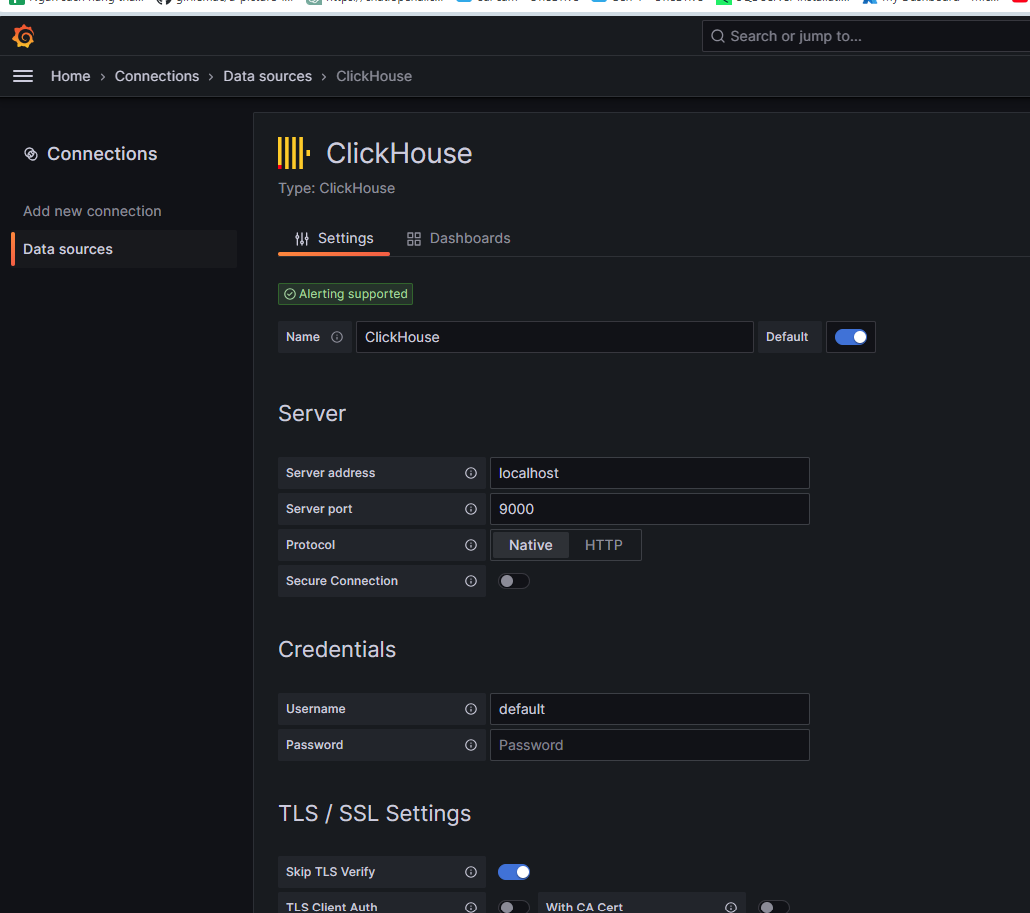 Search or jump to...
Home › Connections › Data sources › ClickHouse
Connections
Add new connection
Data sources
ClickHouse
Type: ClickHouse
Settings Dashboards
Alerting supported
Name ClickHouse Default
Server
Server address localhost
Server port 9000
Protocol Native HTTP
Secure Connection
Credentials
Username default
Password Password
TLS / SSL Settings
Skip TLS Verify
TLS Client Auth With CA Cert